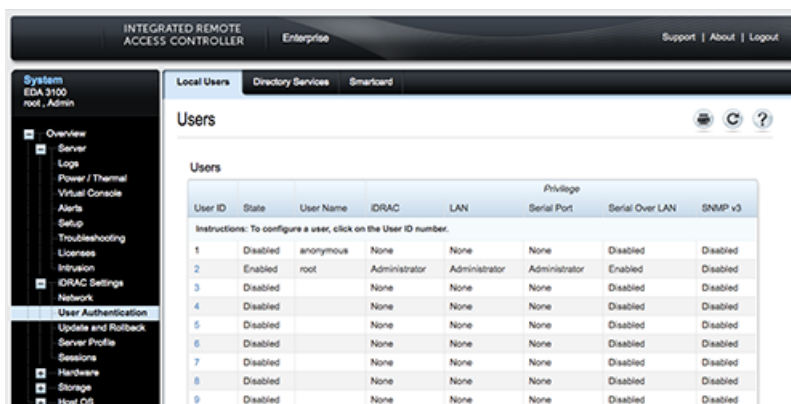 INTEGRATED REMOTE
ACCESS CONTROLLER
Enterprise
Support | About | Logout
System
EDA 3100
root , Admin
Overview
Server
Logs
Power / Thermal
Virtual Console
Alerts
Setup
Troubleshooting
Licenses
Intrusion
iDRAC Settings
Network
User Authentication
Update and Rollback
Server Profile
Sessions
Hardware
Storage
Host OS
Local Users Directory Services Smartcard
Users
Users
Privilege
User ID State User Name iDRAC LAN Serial Port Serial Over LAN SNMP v3
Instructions: To configure a user, click on the User ID number.
1 Disabled anonymous None None None Disabled Disabled
2 Enabled root Administrator Administrator Administrator Enabled Disabled
3 Disabled None None None Disabled Disabled
4 Disabled None None None Disabled Disabled
5 Disabled None None None Disabled Disabled
6 Disabled None None None Disabled Disabled
7 Disabled None None None Disabled Disabled
8 Disabled None None None Disabled Disabled
9 Disabled None None None Disabled Disabled